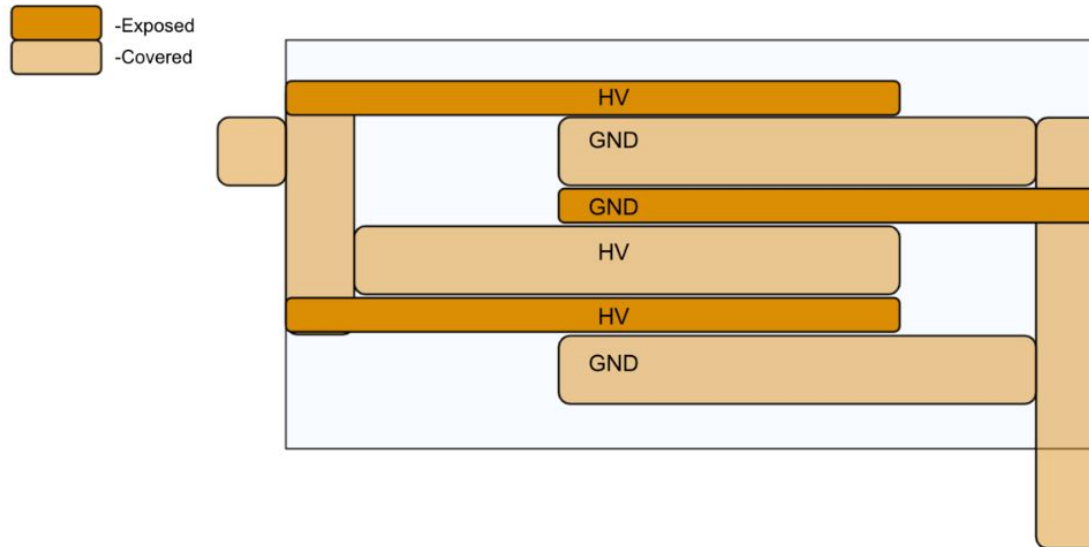 -Exposed
-Covered
HV
GND
GND
HV
HV
GND